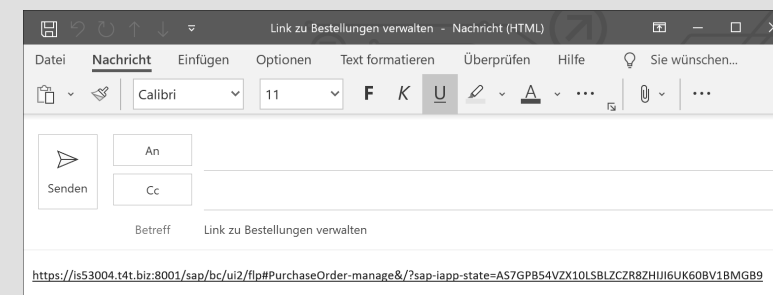 Link zu Bestellungen verwalten - Nachricht (HTML)
Datei Nachricht Einfügen Optionen Text formatieren Überprüfen Hilfe Sie wünschen...
Calibri 11 F K U A ...  ...
An
Senden Cc
Betreff Link zu Bestellungen verwalten
https://is53004.t4t.biz:8001/sap/bc/ui2/flp#PurchaseOrder-manage&/?sap-iapp-state=AS7GPB54VZX10LSBLZCZR8ZHIJI6UK60BV1BMGB9